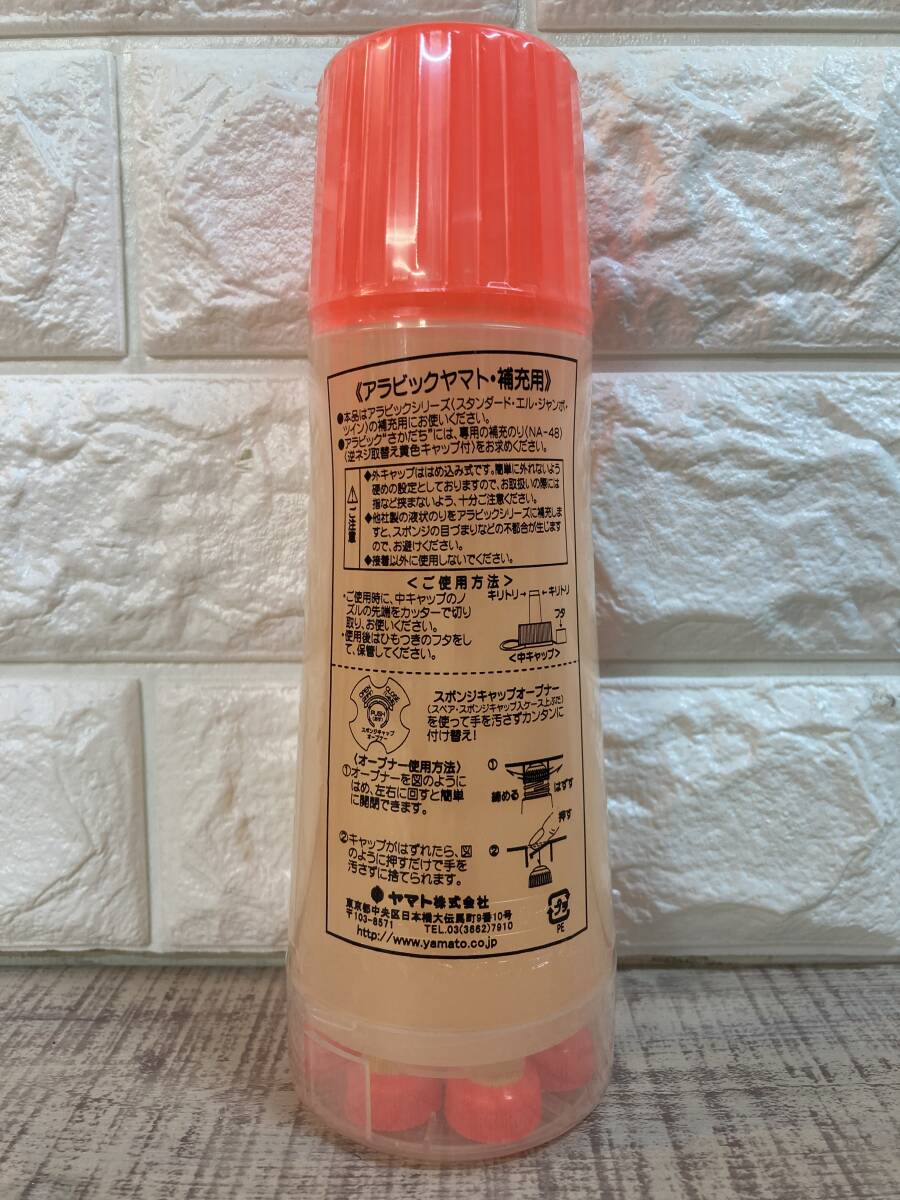 《アラビックヤマト・補充用》
●本品はアラビックシリーズ〈スタンダード・エル・ジャンボ・
ツイン〉の補充用にお使いください。
●アラビック“さかだち”には、専用の補充のり〈NA-48〉
〈逆ネジ取替え黄色キャップ付〉をお求めください。
ご注意
◆外キャップははめ込み式です。簡単に外れないよう
硬めの設定としておりますので、お取扱いの際には
指など挟まないよう、十分ご注意ください。
◆他社製の液状のりをアラビックシリーズに補充しま
すと、スポンジの目づまりなどの不都合が生じます
ので、お避けください。
◆接着以外に使用しないでください。
<ご使用方法>
・ご使用時に、中キャップのノ
ズルの先端をカッターで切り
取り、お使いください。
・使用後はひもつきのフタをし
て、保管してください。
キリトリ→ ←キリトリ
フタ
<中キャップ>
OPEN
CLOSE
PUSH
スポンジキャップ
オープナー
スポンジキャップオープナー
(スペア・スポンジキャップ入ケース上ぶた)
を使って手を汚さずカンタンに
付け替え!
〈オープナー使用方法〉
①オープナーを図のように
はめ、左右に回すと簡単
に開閉できます。
①
締める
はずす
②キャップがはずれたら、図
のように押すだけで手を
汚さずに捨てられます。
②
押す
ヤマト株式会社
東京都中央区日本橋大伝馬町9番10号
〒103-8571 TEL.03(3662)7910
http://www.yamato.co.jp
プラ
PE